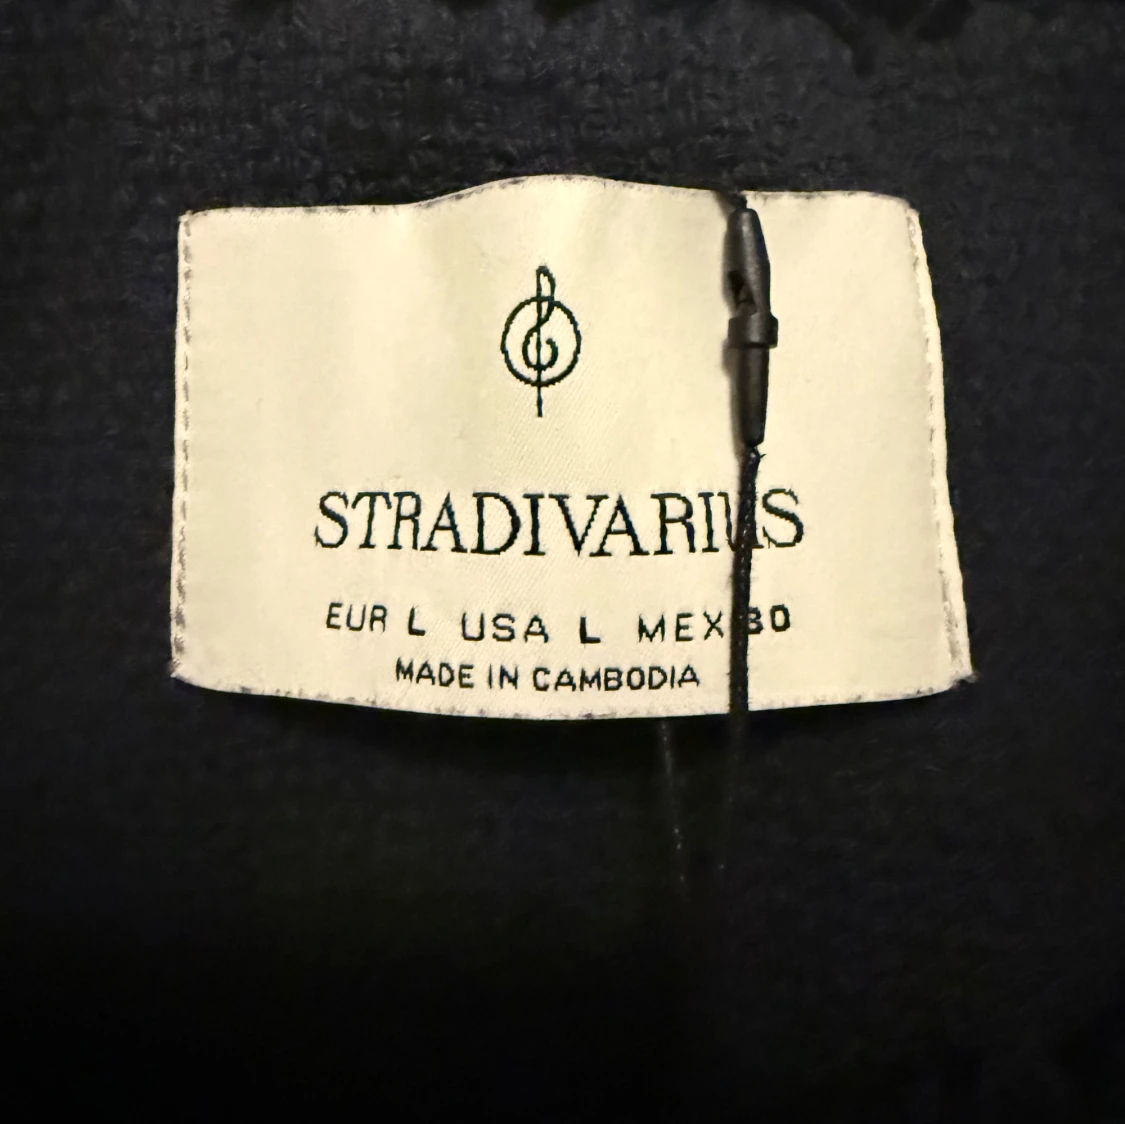 STRADIVARIUS
EUR L USA L MEX 30
MADE IN CAMBODIA